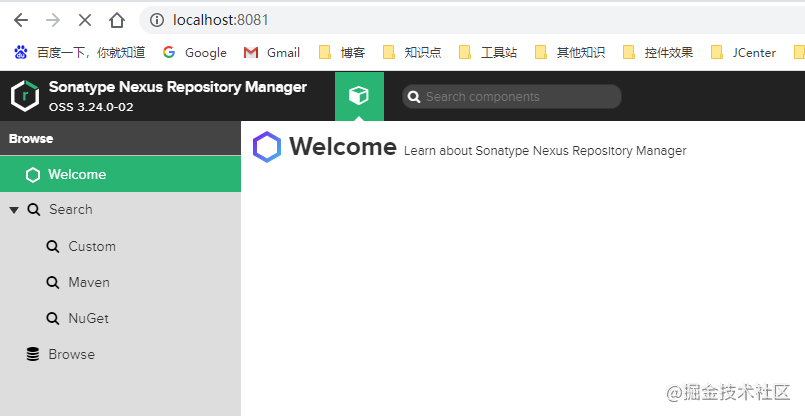 localhost:8081
百度一下，你就知道 Google Gmail 博客 知识点 工具站 其他知识 控件效果 JCenter
Sonatype Nexus Repository Manager
OSS 3.24.0-02
Search components
Browse
Welcome
Search
Custom
Maven
NuGet
Browse
Welcome Learn about Sonatype Nexus Repository Manager
@掘金技术社区